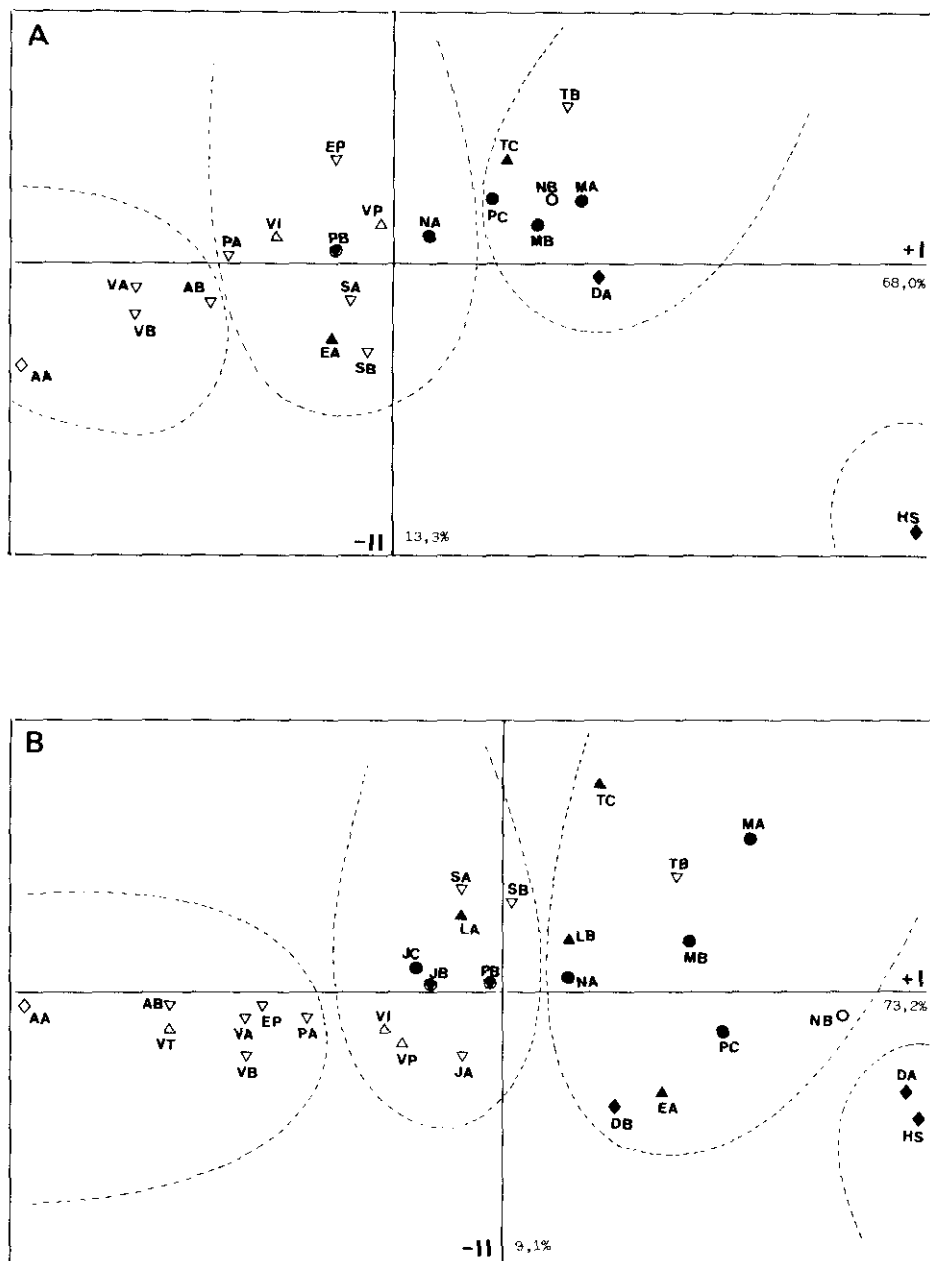 A
TB
EP
TC
NB MA
VP
PC
VI
NA
PB
MB
PA
+I
68,0%
VA
AB
SA
DA
VB
EA
SB
AA
HS
-II
13,3%
B
TC
MA
TB
SA
SB
LA
LB
JC
MB
JB
PB
NA
+I
73,2%
AB
AA
EP
VI
NB
VA
PA
VT
VP
PC
VB
JA
DA
EA
DB
HS
-II
9,1%